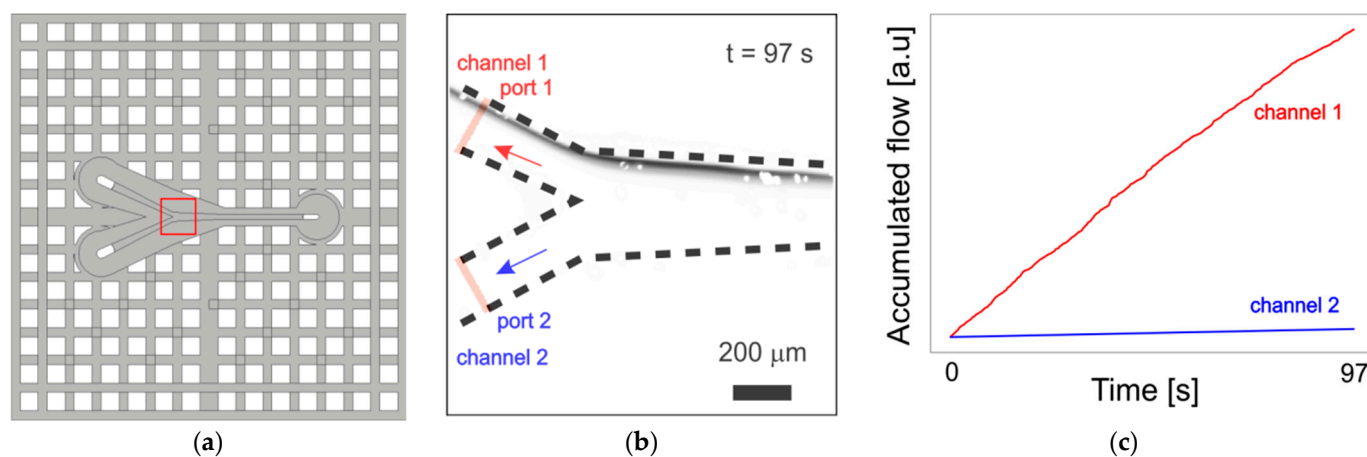 channel 1
port 1
t = 97 s
port 2
channel 2
200 μm
Accumulated flow [a.u]
channel 1
channel 2
0
97
Time [s]
(a)
(b)
(c)